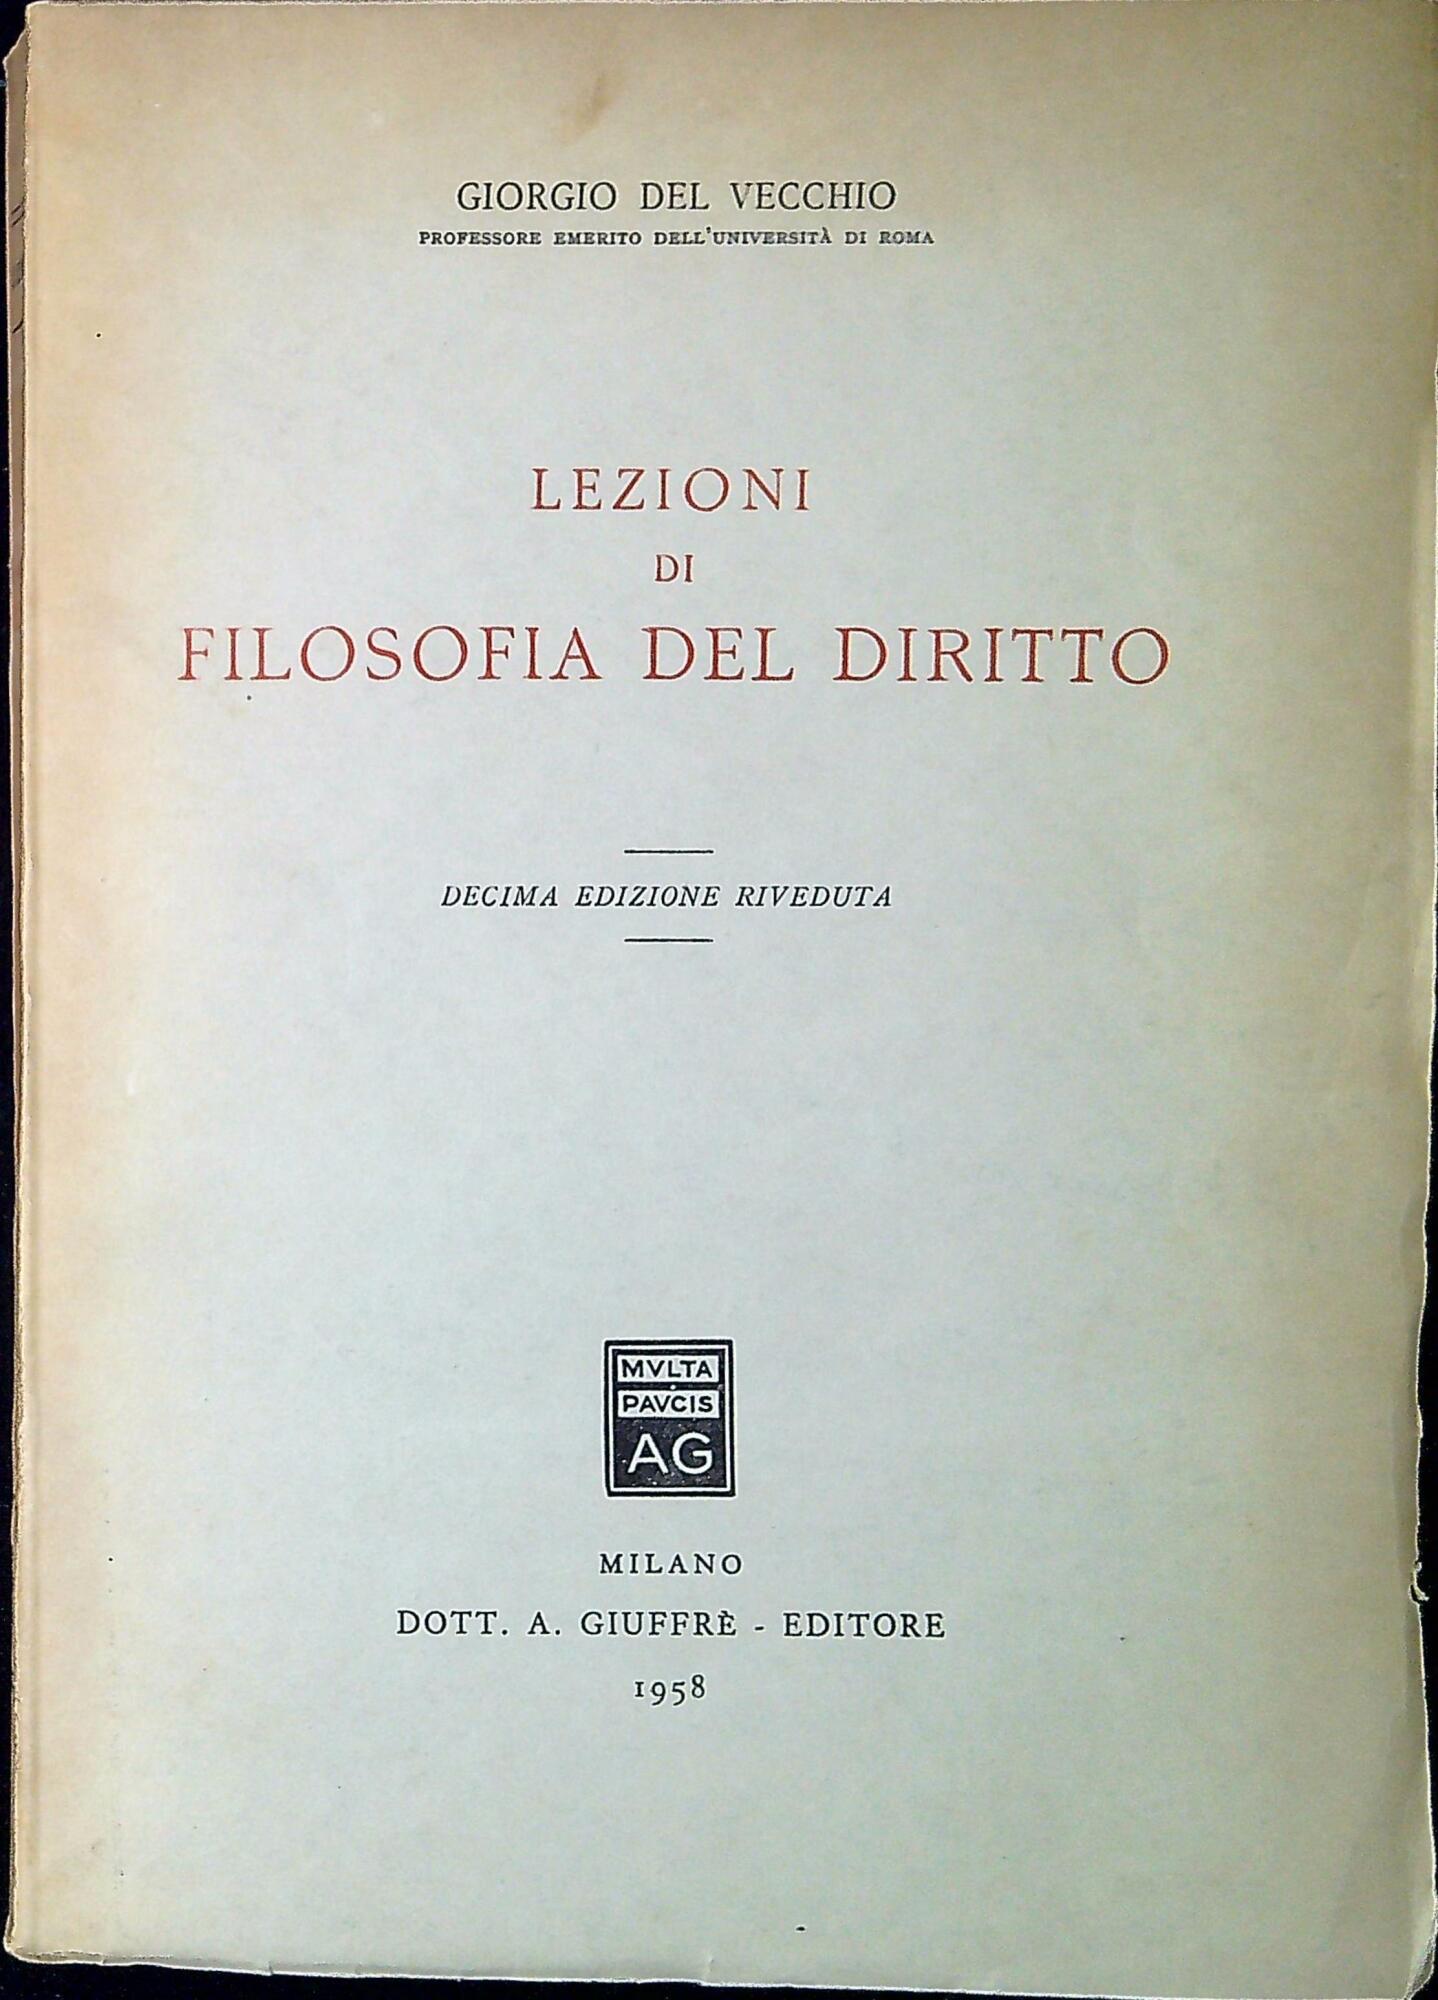 GIORGIO DEL VECCHIO
PROFESSORE EMERITO DELL'UNIVERSITÀ DI ROMA
LEZIONI
DI
FILOSOFIA DEL DIRITTO
DECIMA EDIZIONE RIVEDUTA
MVLTA
PAVCIS
AG
MILANO
DOTT. A. GIUFFRÈ - EDITORE
1958